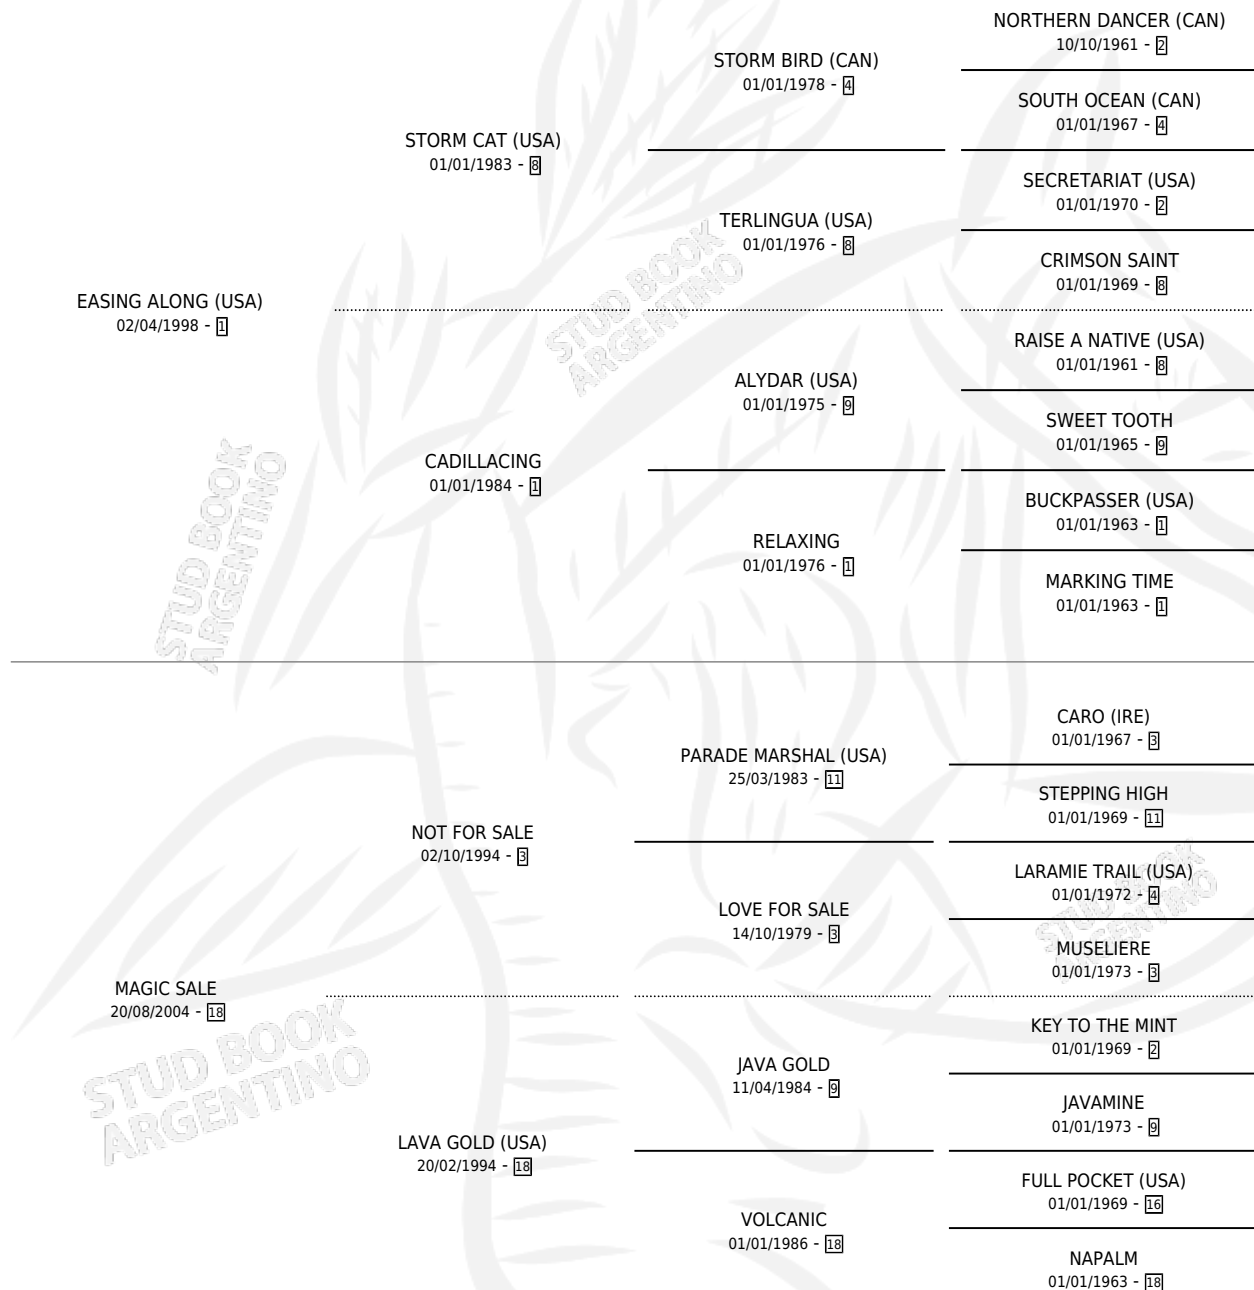 NORTHERN DANCER (CAN)
10/10/1961 - 2
STORM BIRD (CAN)
01/01/1978 - 4
SOUTH OCEAN (CAN)
01/01/1967 - 4
STORM CAT (USA)
01/01/1983 - 8
SECRETARIAT (USA)
01/01/1970 - 2
TERLINGUA (USA)
01/01/1976 - 8
CRIMSON SAINT
01/01/1969 - 8
EASING ALONG (USA)
02/04/1998 - 1
RAISE A NATIVE (USA)
01/01/1961 - 8
ALYDAR (USA)
01/01/1975 - 9
SWEET TOOTH
01/01/1965 - 9
CADILLACING
01/01/1984 - 1
BUCKPASSER (USA)
01/01/1963 - 1
RELAXING
01/01/1976 - 1
MARKING TIME
01/01/1963 - 1
CARO (IRE)
01/01/1967 - 3
PARADE MARSHAL (USA)
25/03/1983 - 11
STEPPING HIGH
01/01/1969 - 11
NOT FOR SALE
02/10/1994 - 3
LARAMIE TRAIL (USA)
01/01/1972 - 4
LOVE FOR SALE
14/10/1979 - 3
MUSELIERE
01/01/1973 - 3
MAGIC SALE
20/08/2004 - 18
KEY TO THE MINT
01/01/1969 - 2
JAVA GOLD
11/04/1984 - 9
JAVAMINE
01/01/1973 - 9
LAVA GOLD (USA)
20/02/1994 - 18
FULL POCKET (USA)
01/01/1969 - 16
VOLCANIC
01/01/1986 - 18
NAPALM
01/01/1963 - 18
STUD BOOK
ARGENTINO
STUD BOOK
ARGENTINO
STUD BOOK
ARGENTINO
STUD BOOK
ARGENTINO